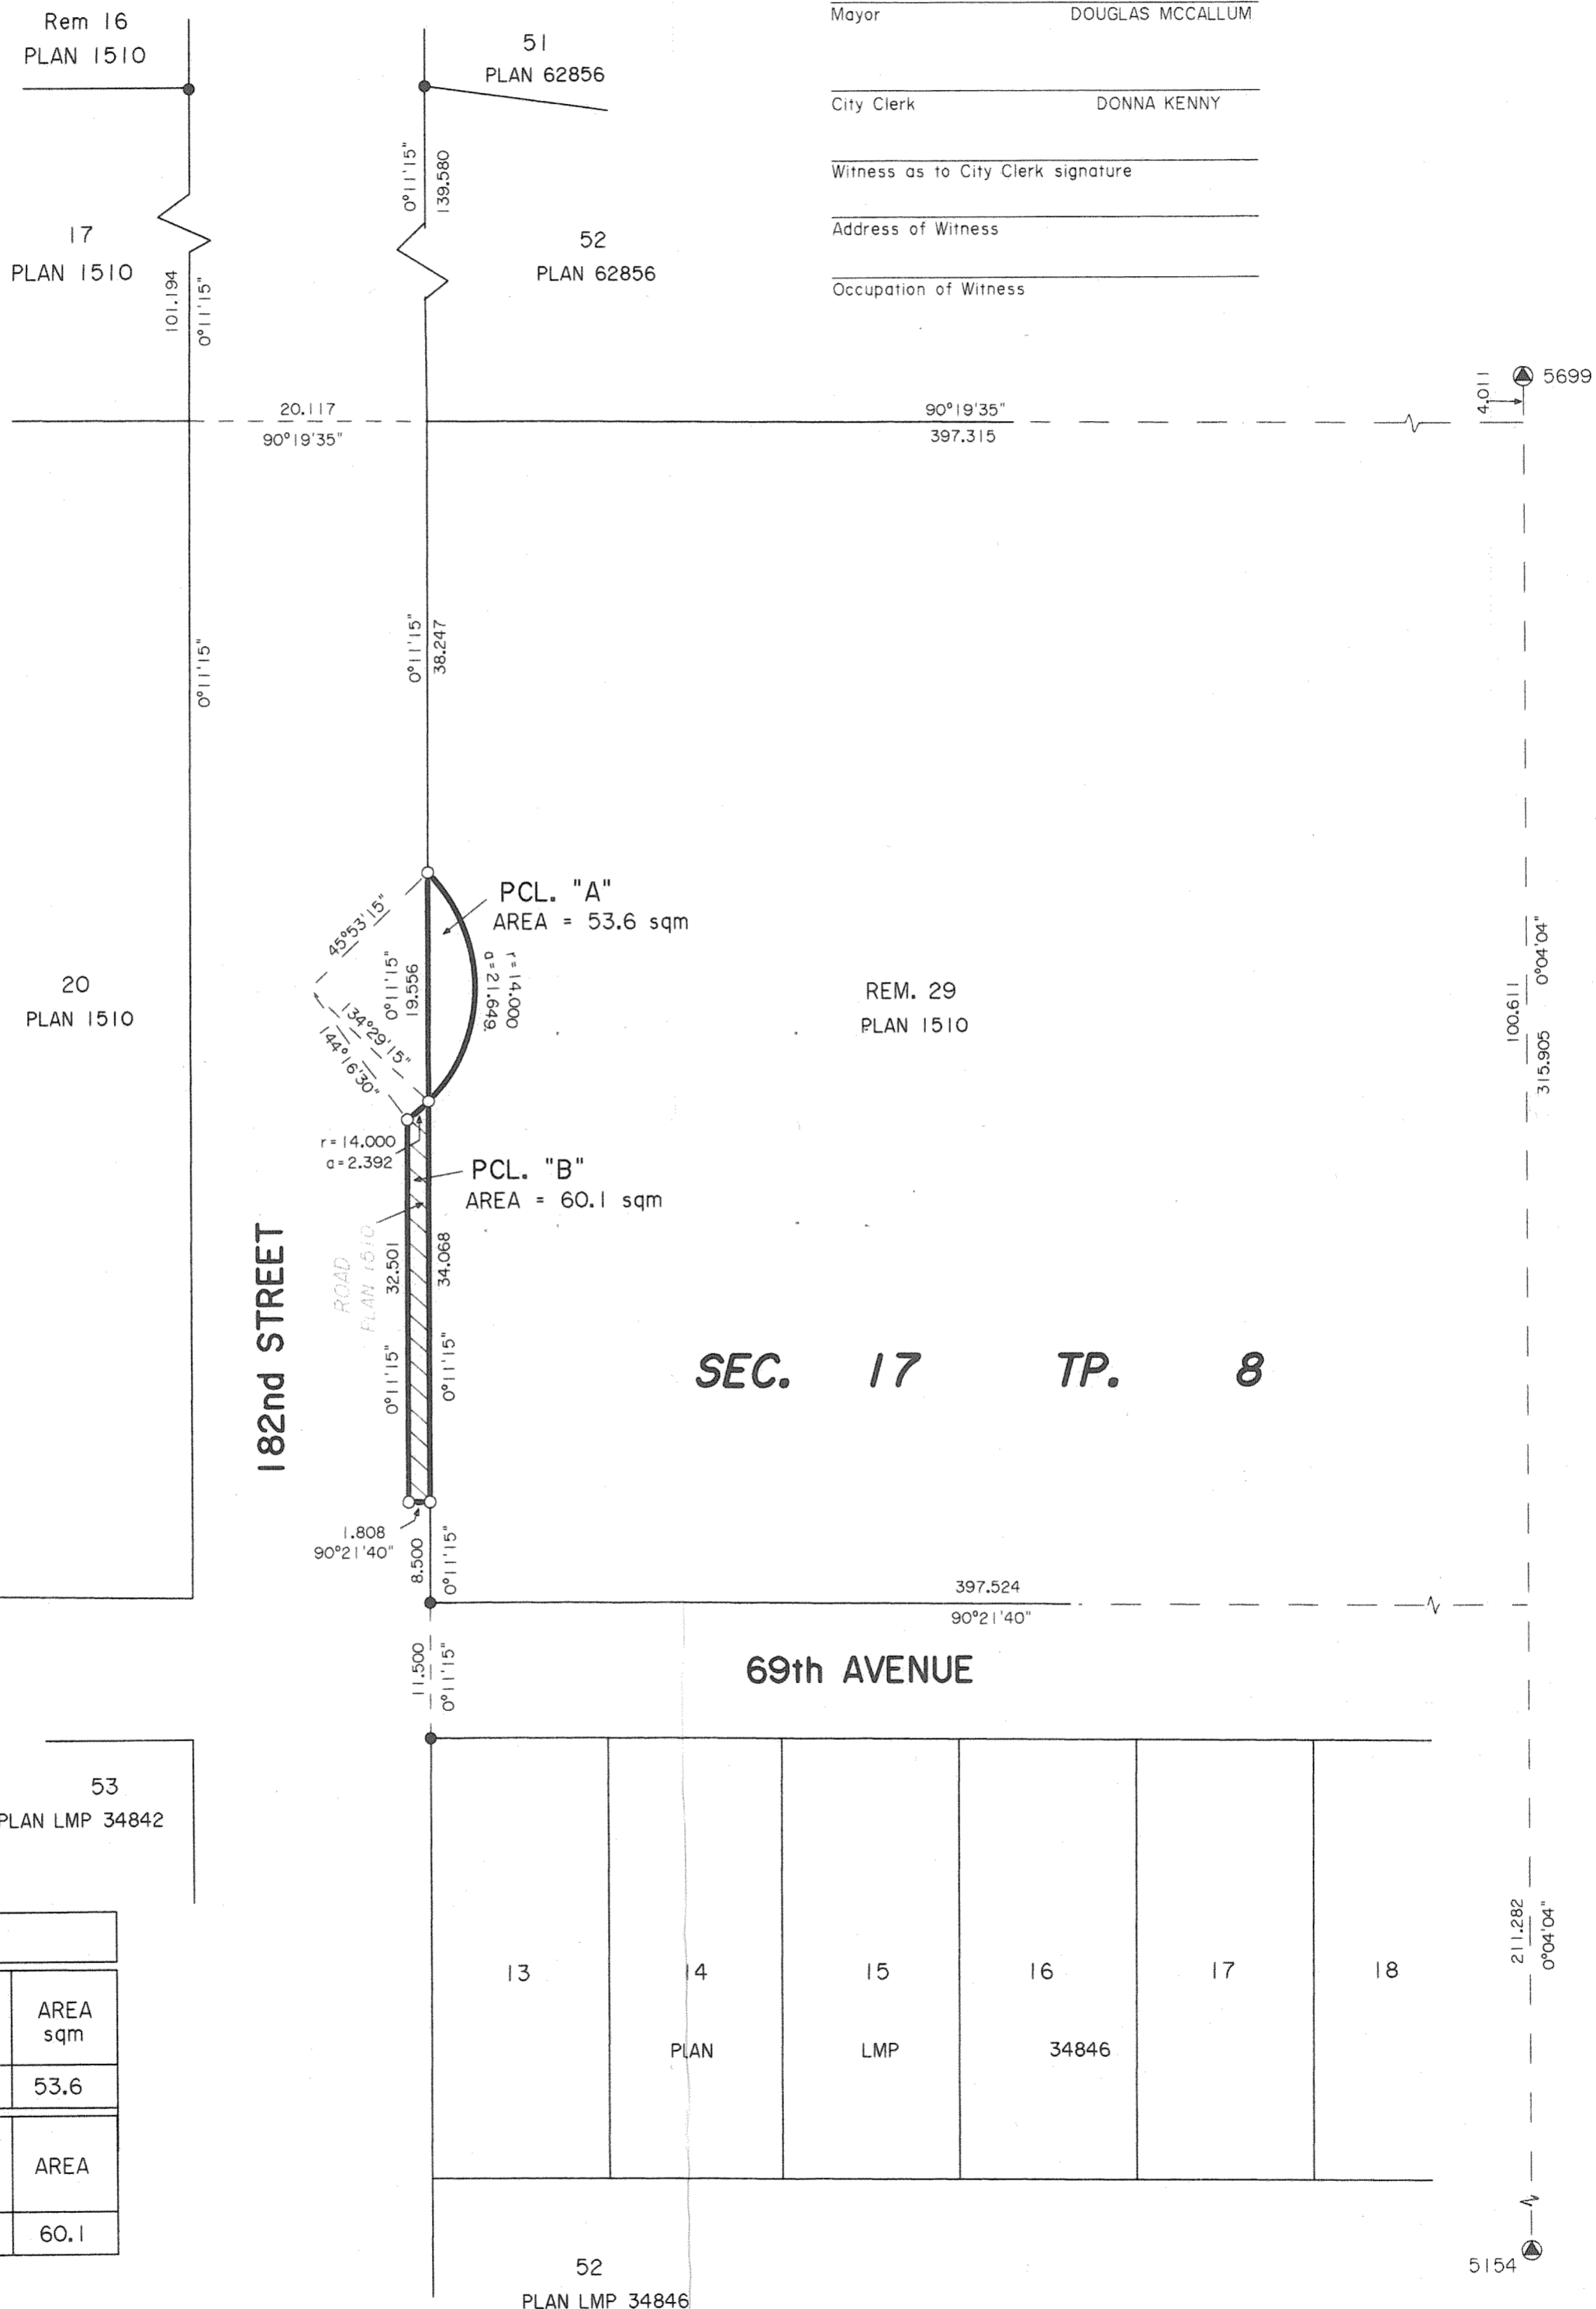 Mayor DOUGLAS MCCALLUM
City Clerk DONNA KENNY
Witness as to City Clerk signature
Address of Witness
Occupation of Witness
Rem 16
PLAN 1510
51
PLAN 62856
0°11'15"
139.580
17
PLAN 1510
101.194
0°11'15"
52
PLAN 62856
4.011
5699
20.117
90°19'35"
90°19'35"
397.315
0°11'15"
0°11'15"
38.247
45°53'15"
PCL. "A"
AREA = 53.6 sqm
0°11'15"
19.556
r=14.000
a=21.649
134°29'15"
144°16'30"
20
PLAN 1510
REM. 29
PLAN 1510
100.611
0°04'04"
315.905
r=14.000
a=2.392
PCL. "B"
AREA = 60.1 sqm
ROAD
PLAN 1510
182nd STREET
32.501
0°11'15"
34.068
0°11'15"
SEC. 17 TP. 8
1.808
90°21'40"
8.500
0°11'15"
397.524
90°21'40"
11.500
0°11'15"
69th AVENUE
53
PLAN LMP 34842
211.282
0°04'04"
13 14 15 16 17 18
PLAN LMP 34846
AREA
sqm
53.6
AREA
60.1
52
PLAN LMP 34846
5154